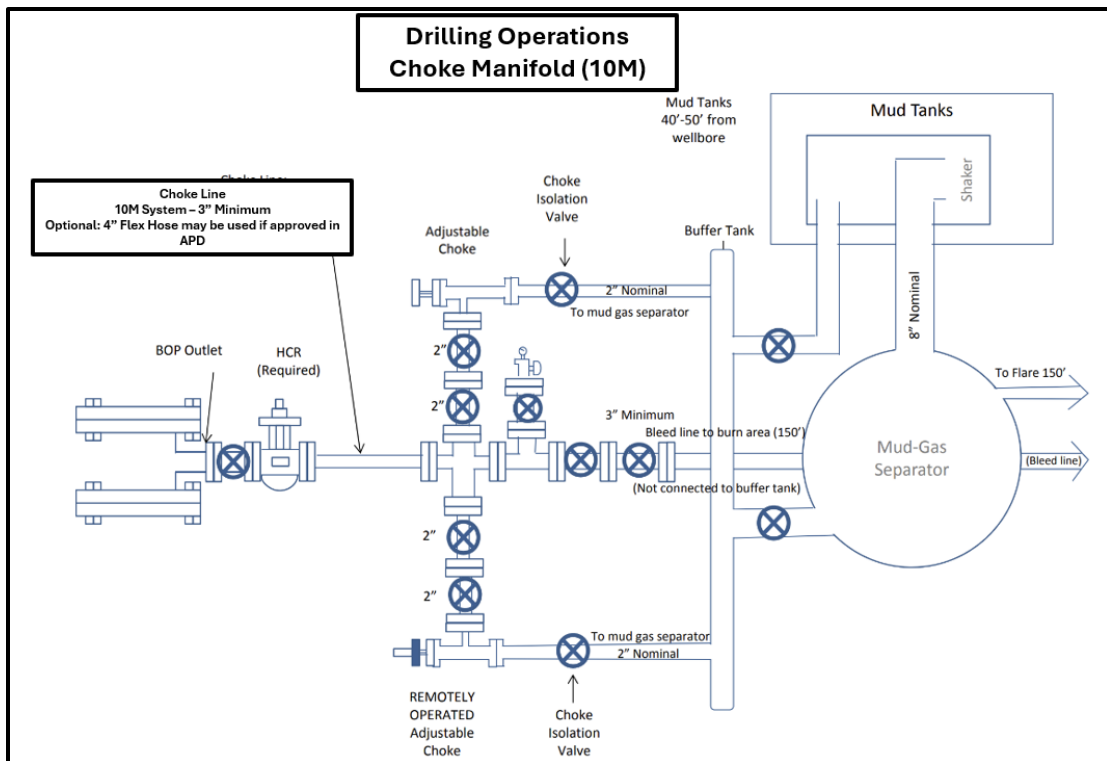 Drilling Operations
Choke Manifold (10M)
Mud Tanks
40’-50’ from
wellbore
Mud Tanks
Shaker
Choke Line
10M System – 3” Minimum
Optional: 4” Flex Hose may be used if approved in
APD
Choke
Isolation
Valve
Adjustable
Choke
Buffer Tank
2” Nominal
To mud gas separator
8” Nominal
BOP Outlet
HCR
(Required)
2”
2”
To Flare 150’
3” Minimum
Bleed line to burn area (150’)
Mud-Gas
Separator
(Bleed line)
(Not connected to buffer tank)
2”
2”
To mud gas separator
2” Nominal
REMOTELY
OPERATED
Adjustable
Choke
Choke
Isolation
Valve